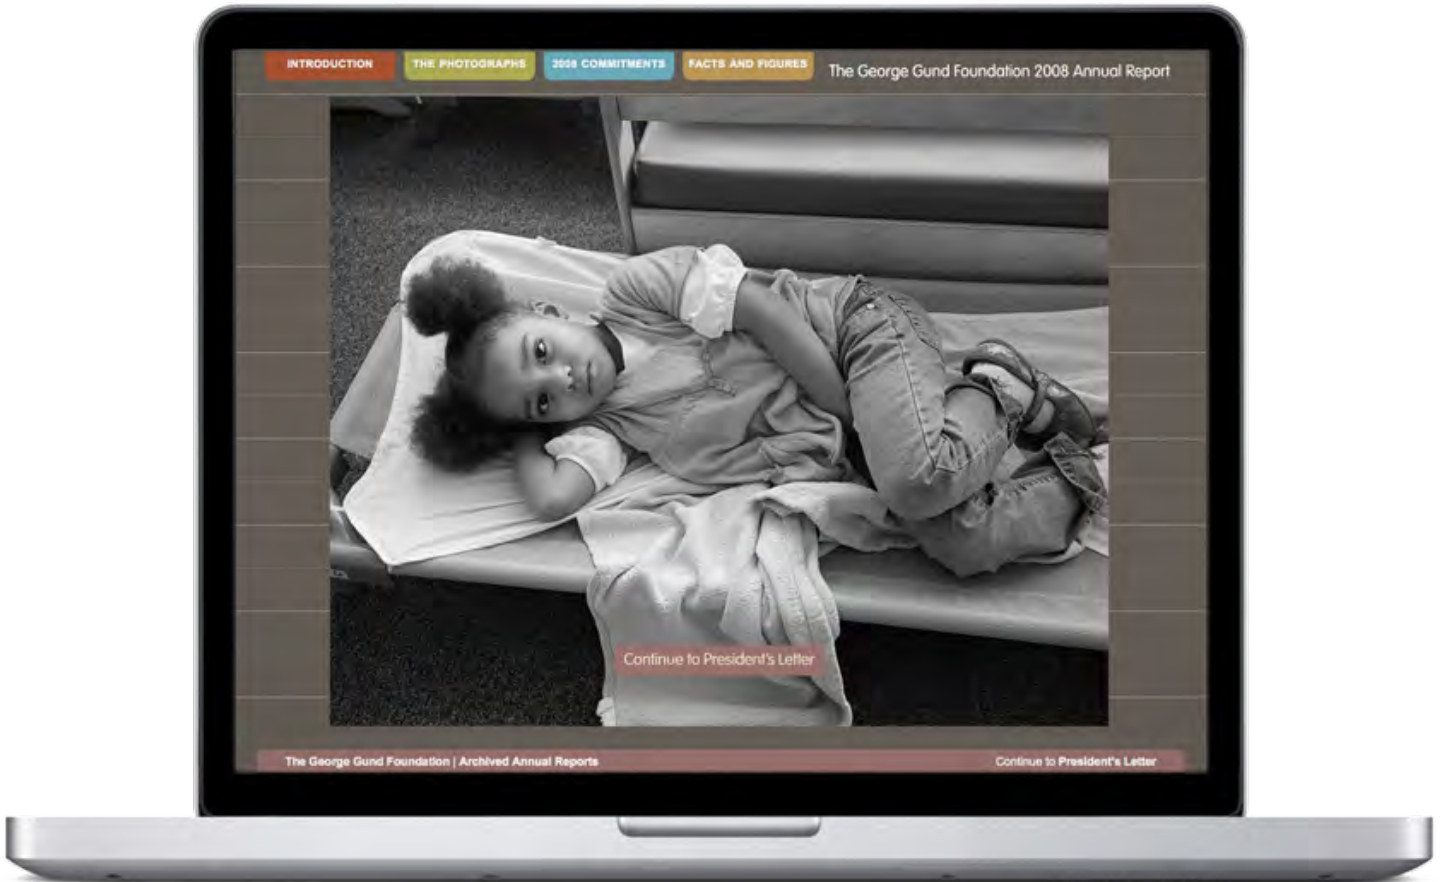 INTRODUCTION
THE PHOTOGRAPHS
2008 COMMITMENTS
FACTS AND FIGURES
The George Gund Foundation 2008 Annual Report
Continue to President's Letter
The George Gund Foundation | Archived Annual Reports
Continue to President's Letter